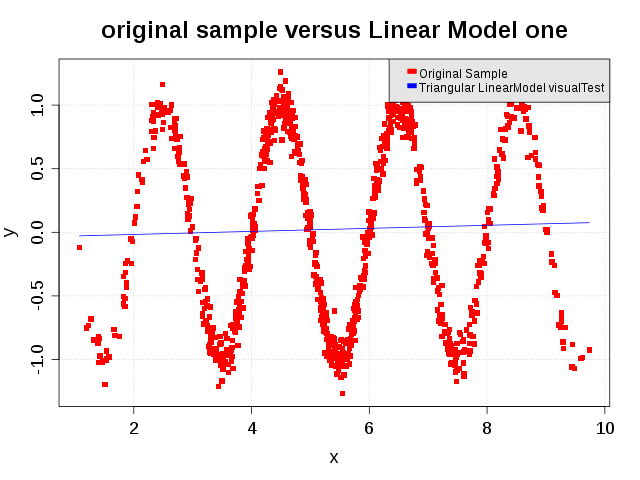 original sample versus Linear Model one
Original Sample
Triangular LinearModel visualTest
1.0
0.5
0.0
-0.5
-1.0
y
2
4
6
8
10
x